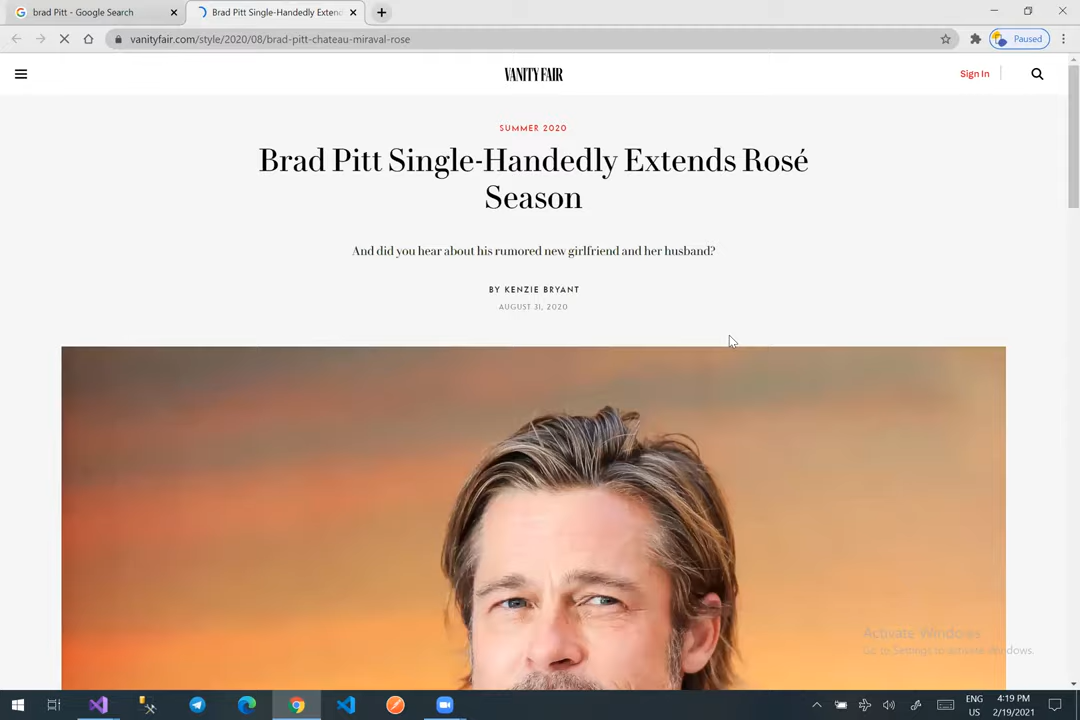 brad Pitt - Google Search
Brad Pitt Single-Handedly Extend
vanityfair.com/style/2020/08/brad-pitt-chateau-miraval-rose
Paused
VANITY FAIR
Sign In
SUMMER 2020
Brad Pitt Single-Handedly Extends Rosé
Season
And did you hear about his rumored new girlfriend and her husband?
BY KENZIE BRYANT
AUGUST 31, 2020
Activate Windows
Go to Settings to activate Windows.
ENG
US
4:19 PM
2/19/2021